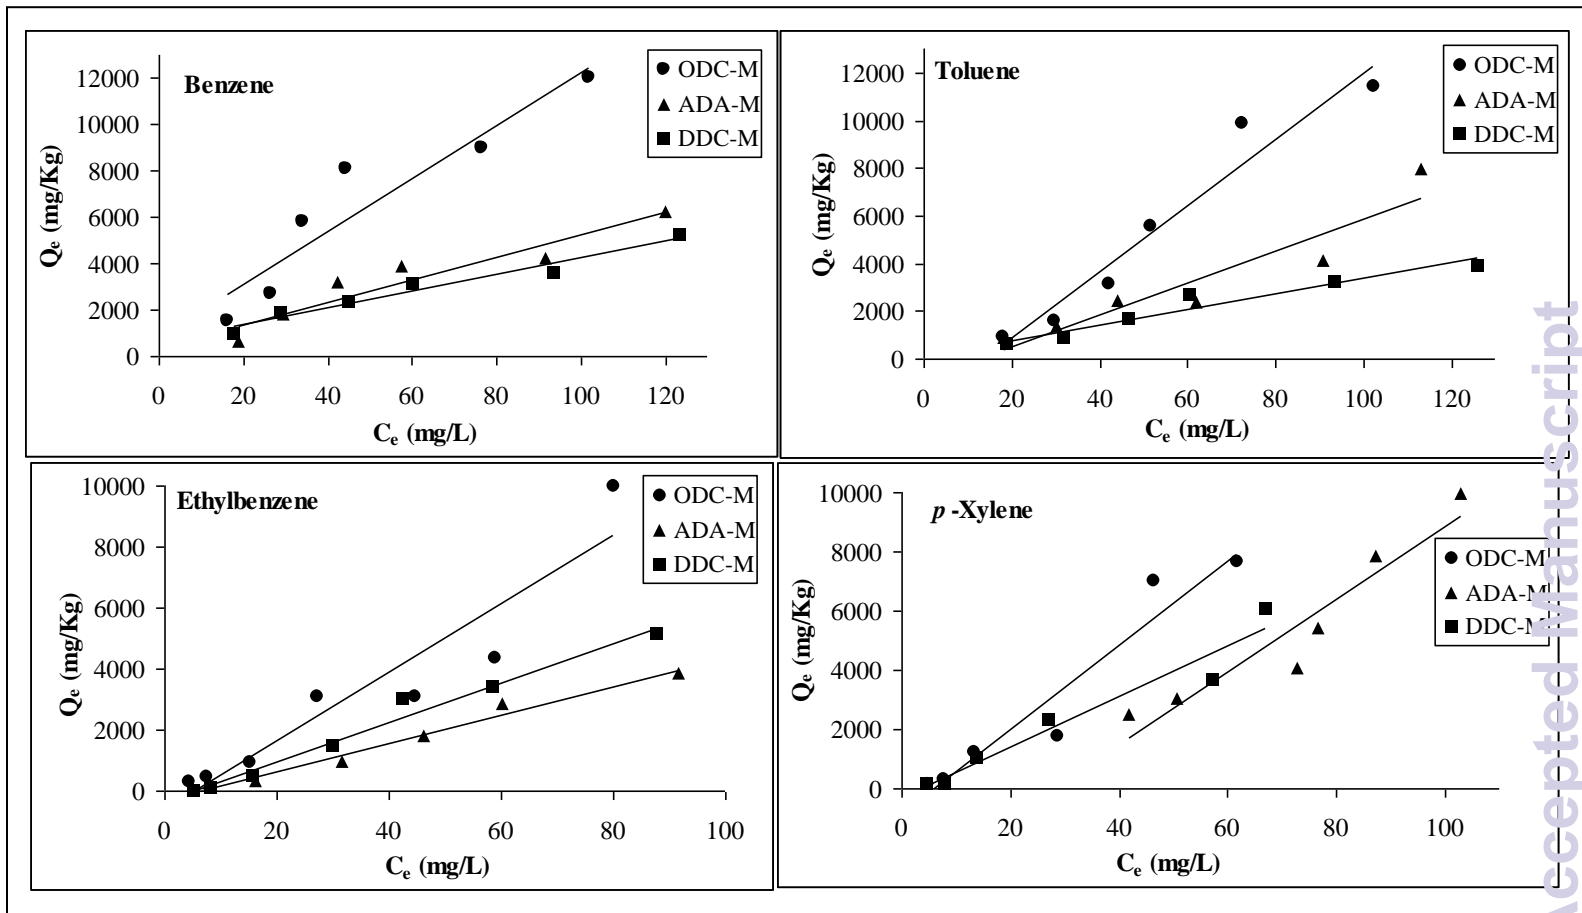 Benzene
ODC-M
ADA-M
DDC-M
Qe (mg/Kg)
12000
10000
8000
6000
4000
2000
0
0 20 40 60 80 100 120
Ce (mg/L)
Toluene
ODC-M
ADA-M
DDC-M
Qe (mg/Kg)
12000
10000
8000
6000
4000
2000
0
0 20 40 60 80 100 120
Ce (mg/L)
Ethylbenzene
ODC-M
ADA-M
DDC-M
Qe (mg/Kg)
10000
8000
6000
4000
2000
0
0 20 40 60 80 100
Ce (mg/L)
p -Xylene
ODC-M
ADA-M
DDC-M
Qe (mg/Kg)
10000
8000
6000
4000
2000
0
0 20 40 60 80 100
Ce (mg/L)
Accepted Manuscript